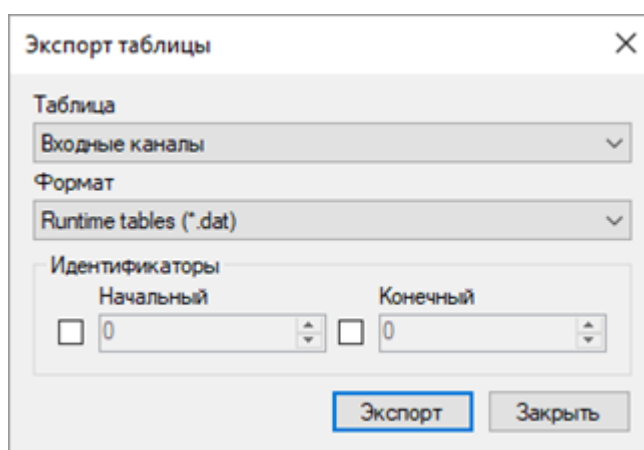 Экспорт таблицы
Таблица
Входные каналы
Формат
Runtime tables (*.dat)
Идентификаторы
Начальный Конечный
0 0
Экспорт Закрыть